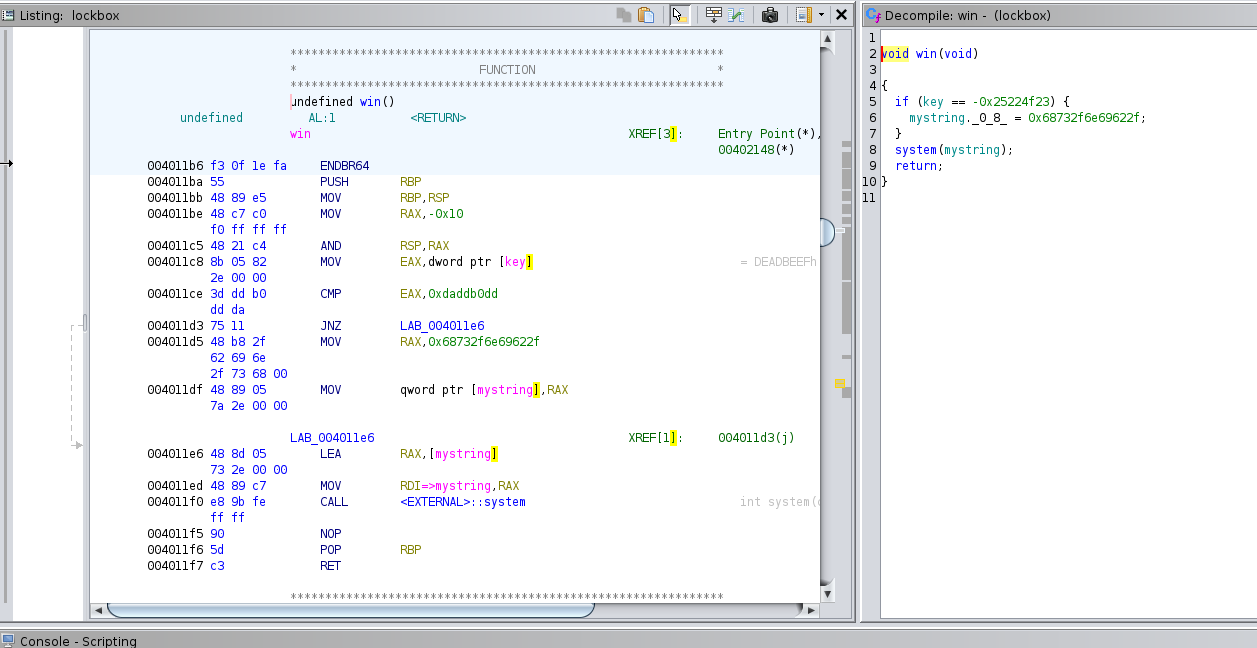 Listing: lockbox
**************************************************************
* FUNCTION *
**************************************************************
undefined win()
undefined AL:1 <RETURN>
win XREF[3]: Entry Point(*),
00402148(*)
004011b6 f3 0f 1e fa ENDBR64
004011ba 55 PUSH RBP
004011bb 48 89 e5 MOV RBP,RSP
004011be 48 c7 c0 MOV RAX,-0x10
f0 ff ff ff
004011c5 48 21 c4 AND RSP,RAX
004011c8 8b 05 82 MOV EAX,dword ptr [key] = DEADBEEFh
2e 00 00
004011ce 3d dd b0 CMP EAX,0xdaddb0dd
dd da
004011d3 75 11 JNZ LAB_004011e6
004011d5 48 b8 2f MOV RAX,0x68732f6e69622f
62 69 6e
2f 73 68 00
004011df 48 89 05 MOV qword ptr [mystring],RAX
7a 2e 00 00
LAB_004011e6 XREF[1]: 004011d3(j)
004011e6 48 8d 05 LEA RAX,[mystring]
73 2e 00 00
004011ed 48 89 c7 MOV RDI=>mystring,RAX
004011f0 e8 9b fe CALL <EXTERNAL>::system int system(
ff ff
004011f5 90 NOP
004011f6 5d POP RBP
004011f7 c3 RET
**************************************************************
Decompile: win - (lockbox)
1
2 void win(void)
3
4 {
5 if (key == -0x25224f23) {
6 mystring._0_8_ = 0x68732f6e69622f;
7 }
8 system(mystring);
9 return;
10 }
11
Console - Scripting